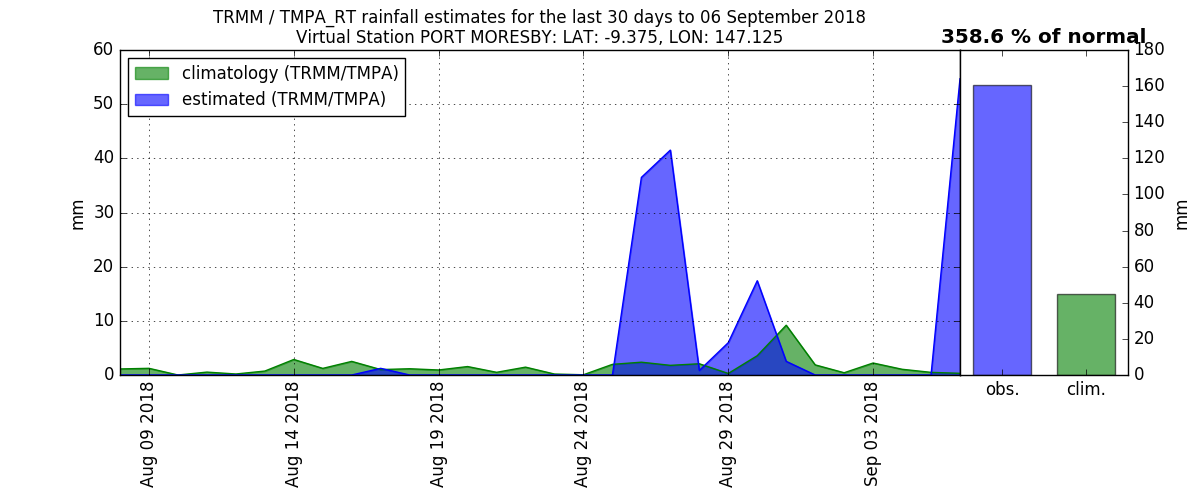 TRMM / TMPA_RT rainfall estimates for the last 30 days to 06 September 2018
Virtual Station PORT MORESBY: LAT: -9.375, LON: 147.125
358.6 % of normal
climatology (TRMM/TMPA)
estimated (TRMM/TMPA)
60
50
40
30
20
10
0
mm
Aug 09 2018
Aug 14 2018
Aug 19 2018
Aug 24 2018
Aug 29 2018
Sep 03 2018
obs.
clim.
180
160
140
120
100
80
60
40
20
0
mm